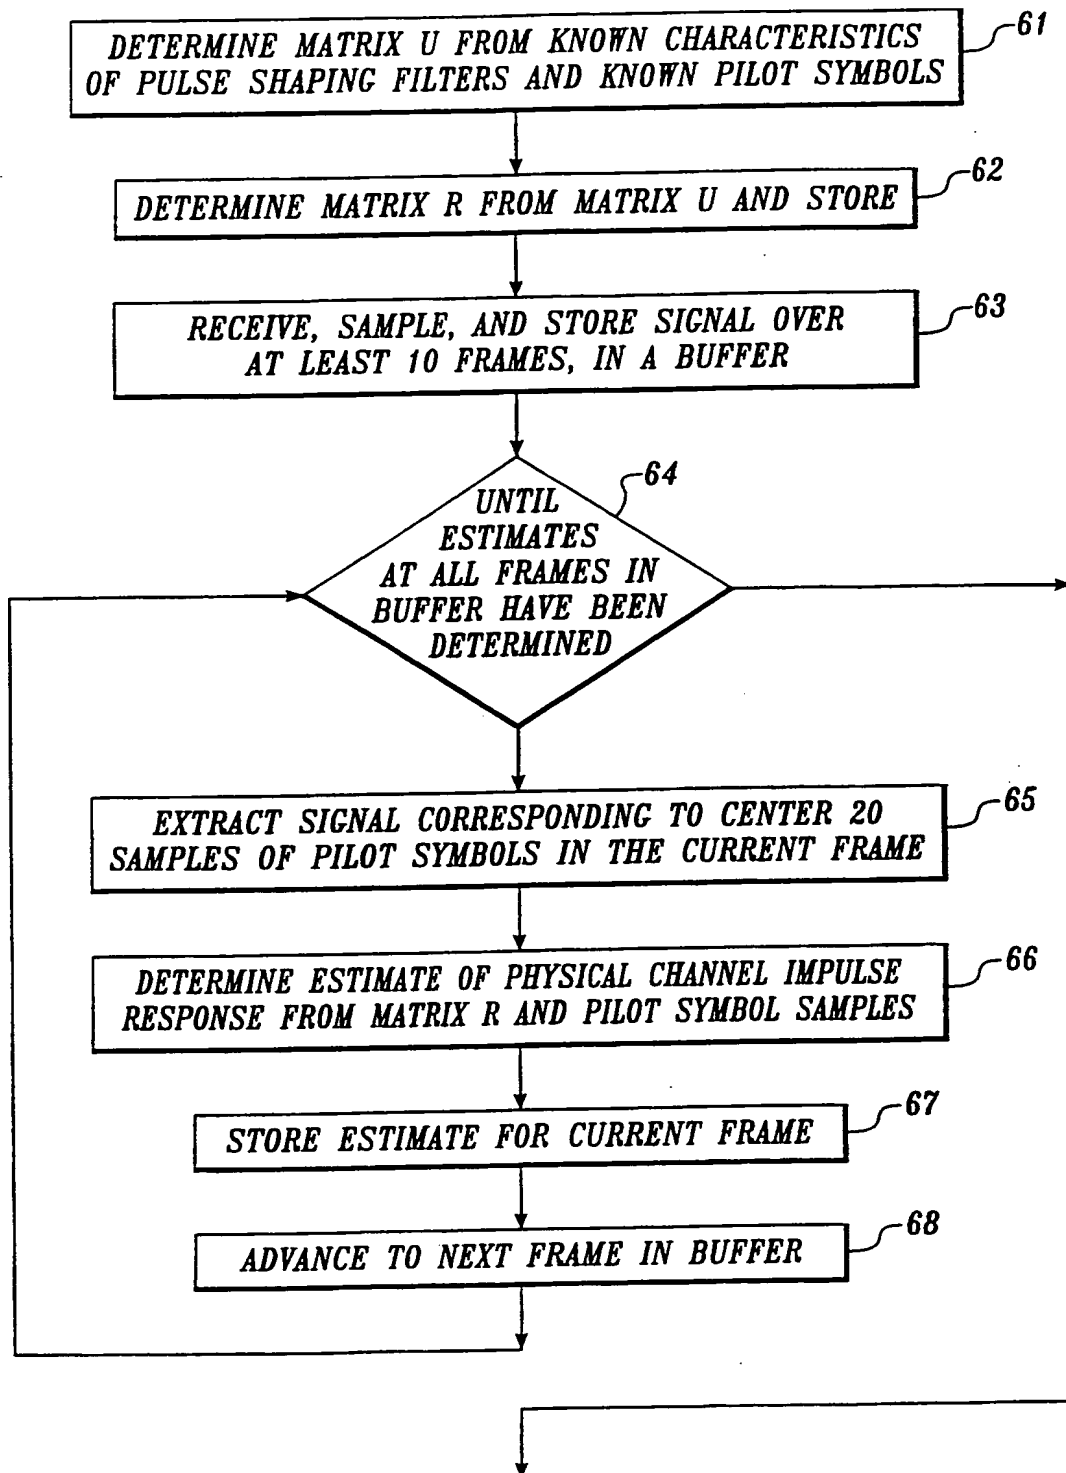 DETERMINE MATRIX U FROM KNOWN CHARACTERISTICS
OF PULSE SHAPING FILTERS AND KNOWN PILOT SYMBOLS
61
DETERMINE MATRIX R FROM MATRIX U AND STORE
62
RECEIVE, SAMPLE, AND STORE SIGNAL OVER
AT LEAST 10 FRAMES, IN A BUFFER
63
UNTIL
ESTIMATES
AT ALL FRAMES IN
BUFFER HAVE BEEN
DETERMINED
64
EXTRACT SIGNAL CORRESPONDING TO CENTER 20
SAMPLES OF PILOT SYMBOLS IN THE CURRENT FRAME
65
DETERMINE ESTIMATE OF PHYSICAL CHANNEL IMPULSE
RESPONSE FROM MATRIX R AND PILOT SYMBOL SAMPLES
66
STORE ESTIMATE FOR CURRENT FRAME
67
ADVANCE TO NEXT FRAME IN BUFFER
68